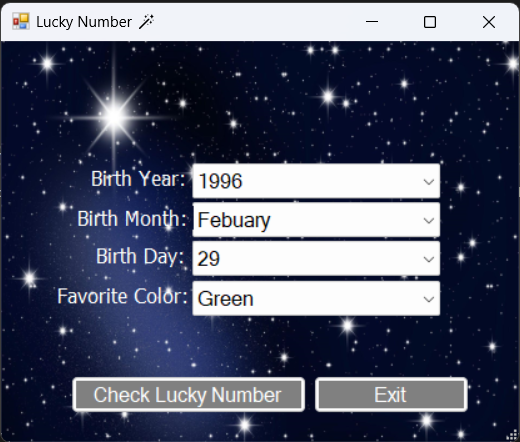 Lucky Number 🪄
Birth Year: 1996
Birth Month: Febuary
Birth Day: 29
Favorite Color: Green
Check Lucky Number Exit